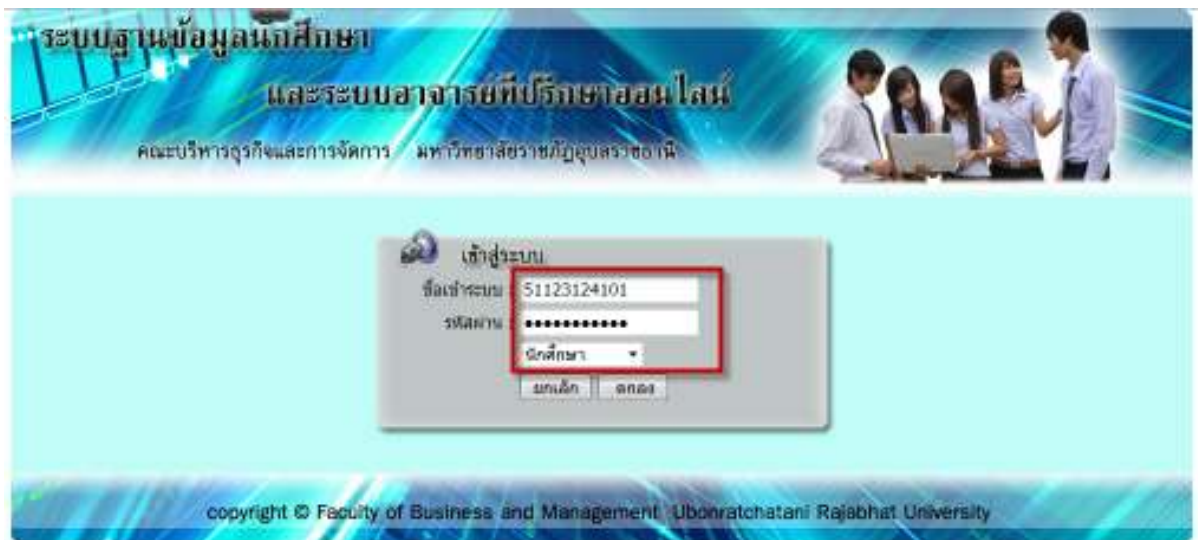 ระบบฐานข้อมูลนักศึกษา
และระบบอาจารย์ที่ปรึกษาออนไลน์
คณะบริหารธุรกิจและการจัดการ มหาวิทยาลัยราชภัฏอุบลราชธานี
เข้าสู่ระบบ
ชื่อเข้าระบบ : 51123124101
รหัสผ่าน : •••••••••••
นักศึกษา
ยกเลิก ตกลง
copyright © Faculty of Business and Management Ubonratchatani Rajabhat University